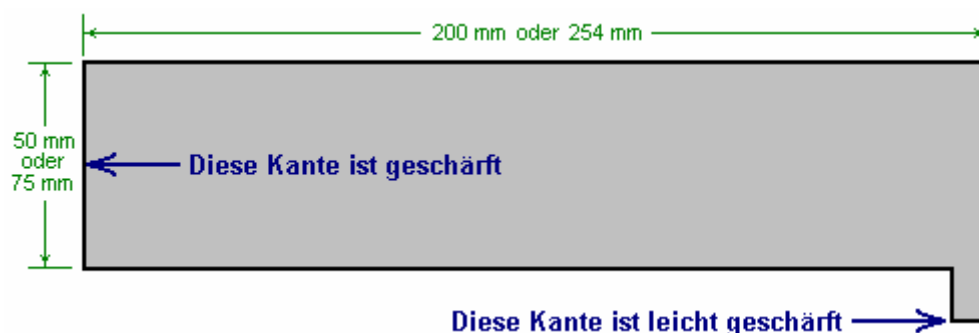 200 mm oder 254 mm
50 mm
oder
75 mm
Diese Kante ist geschärft
Diese Kante ist leicht geschärft